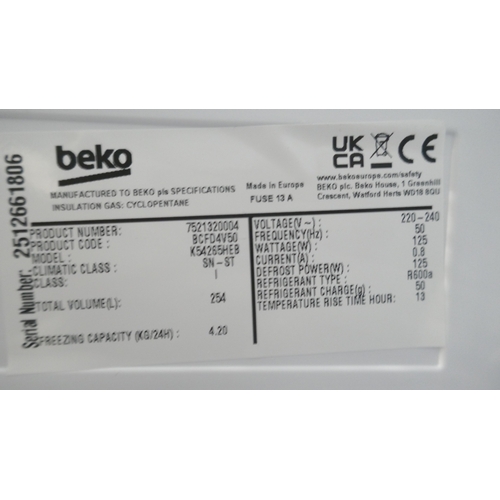 beko
UK
CA
CE
www.bekoeurope.com/safety
MANUFACTURED TO BEKO pls SPECIFICATIONS
Made in Europe
BEKO plc. Beko House, 1 Greenhill
INSULATION GAS: CYCLOPENTANE
FUSE 13 A
Crescent, Watford Herts WD18 8QU
Serial Number: 2512661806
PRODUCT NUMBER: 7521320004
PRODUCT CODE : BCFD4V50
MODEL : K54265HEB
CLIMATIC CLASS : SN-ST
CLASS: I
TOTAL VOLUME(L): 254
FREEZING CAPACITY (KG/24H) : 4.20
VOLTAGE(V ~) : 220-240
FREQUENCY(Hz) : 50
WATTAGE(W) : 125
CURRENT(A) : 0.8
DEFROST POWER(W) : 125
REFRIGERANT TYPE : R600a
REFRIGERANT CHARGE(g) : 50
TEMPERATURE RISE TIME HOUR: 13